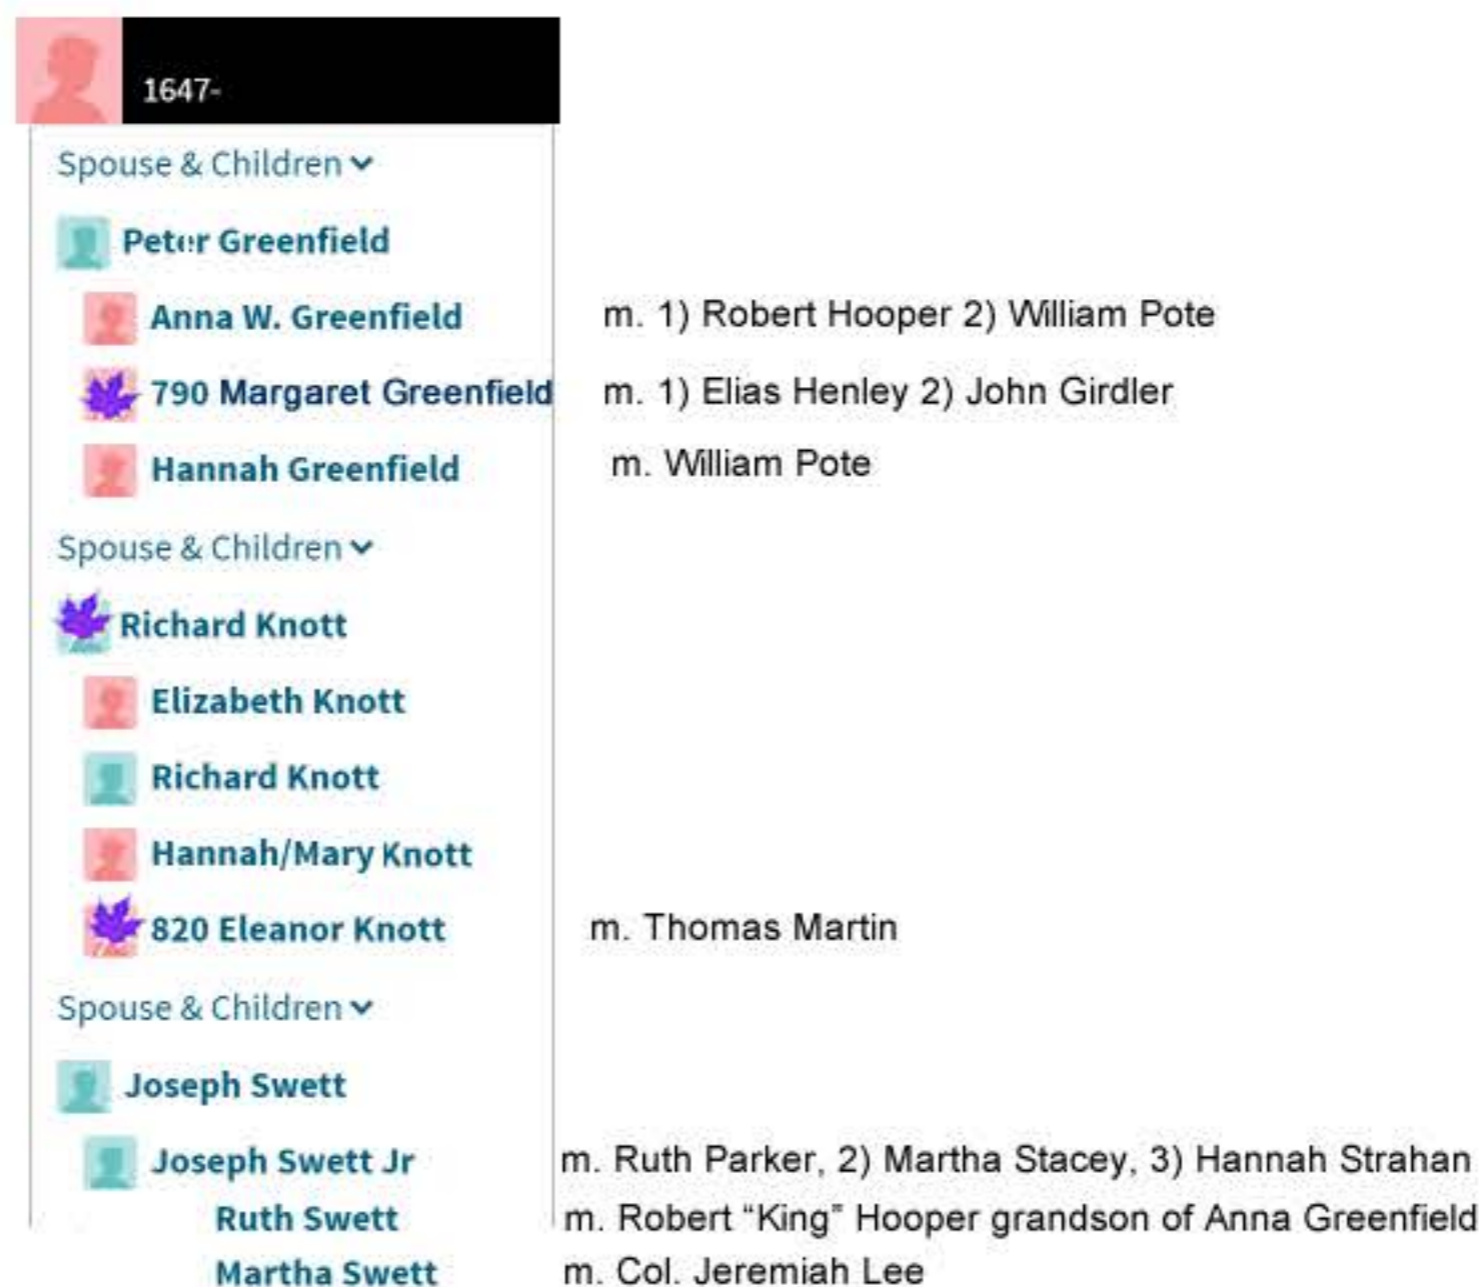 1647-
Spouse & Children
Peter Greenfield
Anna W. Greenfield m. 1) Robert Hooper 2) William Pote
790 Margaret Greenfield m. 1) Elias Henley 2) John Girdler
Hannah Greenfield m. William Pote
Spouse & Children
Richard Knott
Elizabeth Knott
Richard Knott
Hannah/Mary Knott
820 Eleanor Knott m. Thomas Martin
Spouse & Children
Joseph Swett
Joseph Swett Jr m. Ruth Parker, 2) Martha Stacey, 3) Hannah Strahan
Ruth Swett m. Robert “King” Hooper grandson of Anna Greenfield
Martha Swett m. Col. Jeremiah Lee